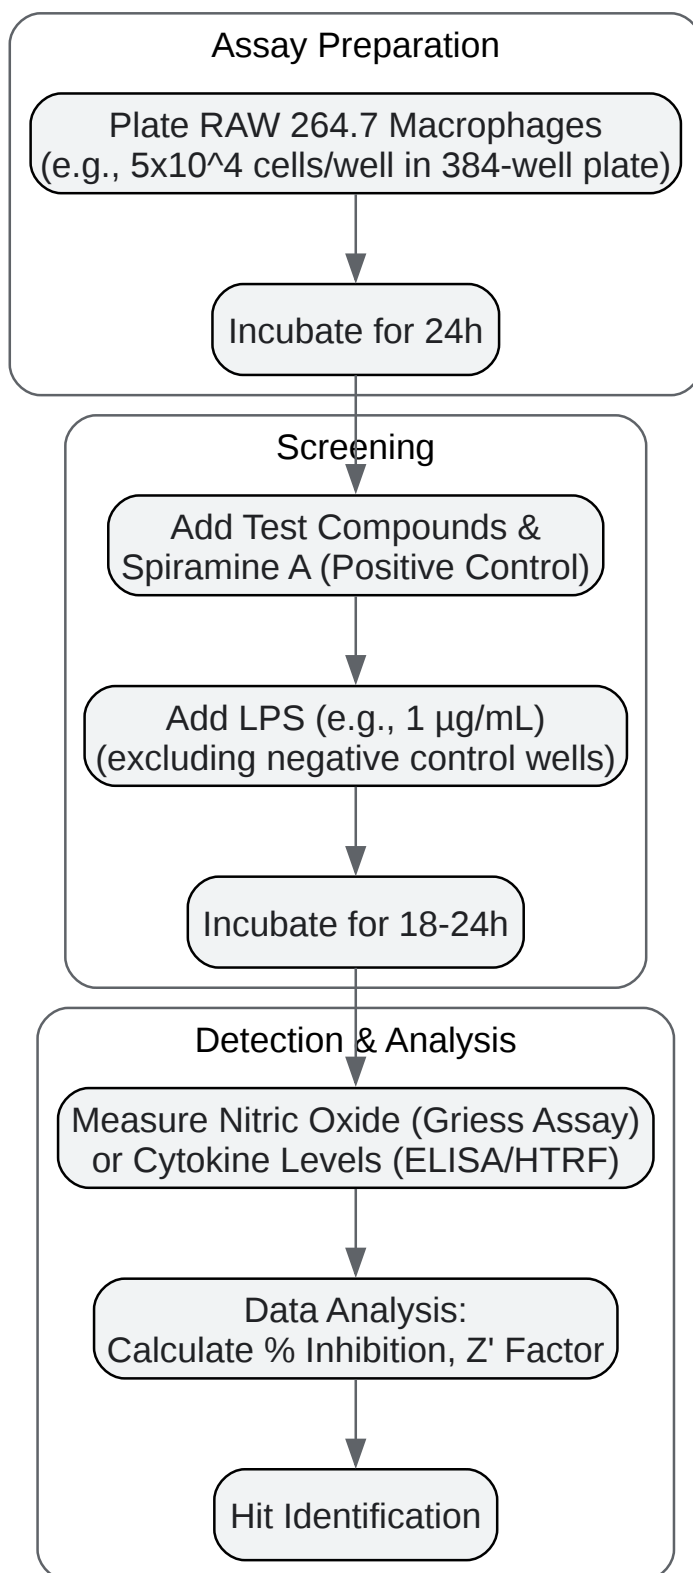 Assay Preparation
Plate RAW 264.7 Macrophages
(e.g., 5x10^4 cells/well in 384-well plate)
Incubate for 24h
Screening
Add Test Compounds &
Spiramine A (Positive Control)
Add LPS (e.g., 1 µg/mL)
(excluding negative control wells)
Incubate for 18-24h
Detection & Analysis
Measure Nitric Oxide (Griess Assay)
or Cytokine Levels (ELISA/HTRF)
Data Analysis:
Calculate % Inhibition, Z' Factor
Hit Identification